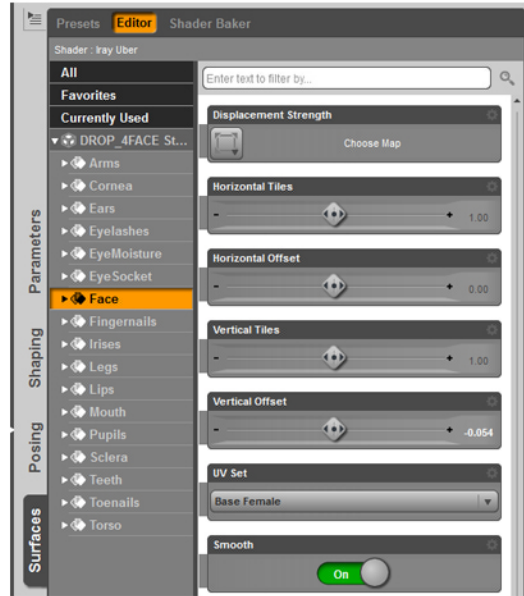 Presets Editor Shader Baker
Shader : Iray Uber
All
Favorites
Currently Used
DROP_4FACE St...
Arms
Cornea
Ears
Eyelashes
EyeMoisture
EyeSocket
Face
Fingernails
Irises
Legs
Lips
Mouth
Pupils
Sclera
Teeth
Toenails
Torso
Enter text to filter by...
Displacement Strength
Choose Map
Horizontal Tiles
- + 1.00
Horizontal Offset
- + 0.00
Vertical Tiles
- + 1.00
Vertical Offset
- + -0.054
UV Set
Base Female
Smooth
On
Parameters
Shaping
Posing
Surfaces